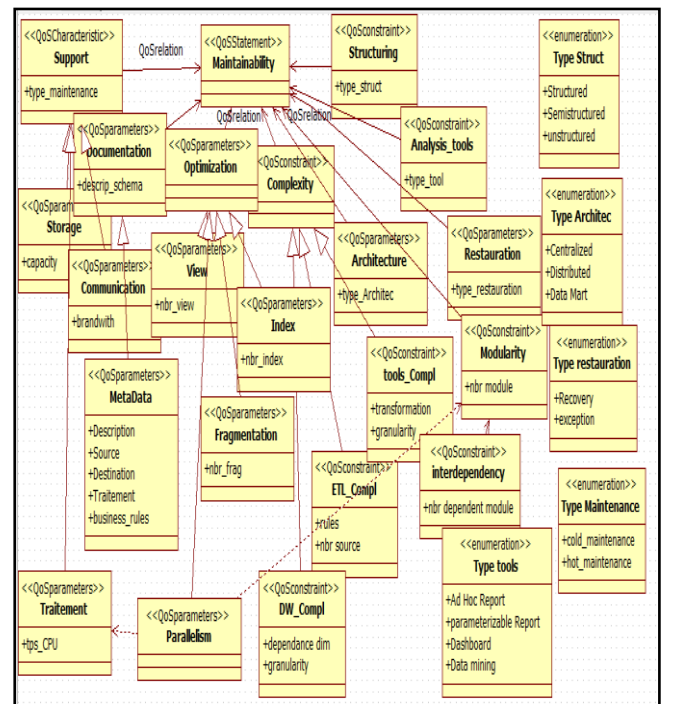 <<QoSCharacteristic>>
Support
+type_maintenance
QoSrelation
<<QoSStatement>>
Maintainability
<<QoSconstraint>>
Structuring
+type_struct
<<enumeration>>
Type Struct
+Structured
+Semistructured
+unstructured
QoSrelation
QoSrelation
<<QoSconstraint>>
Analysis_tools
+type_tool
<<QoSparameters>>
Documentation
+descrip_schema
<<QoSparameters>>
Optimization
<<QoSconstraint>>
Complexity
<<QoSparam
Storage
+capacity
<<QoSparameters>>
Communication
+brandwith
<<QoSparameters>>
View
+nbr_view
<<QoSparameters>>
Architecture
+type_Architec
<<QoSparameters>>
Restauration
+type_restauration
<<enumeration>>
Type Architec
+Centralized
+Distributed
+Data Mart
<<QoSparameters>>
Index
+nbr_index
<<QoSconstraint>>
tools_Compl
+transformation
+granularity
<<QoSconstraint>>
Modularity
+nbr module
<<enumeration>>
Type restauration
+Recovery
+exception
<<QoSparameters>>
MetaData
+Description
+Source
+Destination
+Traitement
+business_rules
<<QoSparameters>>
Fragmentation
+nbr_frag
<<QoSconstraint>>
ETL_Compl
+rules
+nbr source
<<QoSconstraint>>
interdependency
+nbr dependent module
<<enumeration>>
Type Maintenance
+cold_maintenance
+hot_maintenance
<<enumeration>>
Type tools
+Ad Hoc Report
+parameterizable Report
+Dashboard
+Data mining
<<QoSparameters>>
Traitement
+tps_CPU
<<QoSparameters>>
Parallelism
<<QoSconstraint>>
DW_Compl
+dependance dim
+granularity